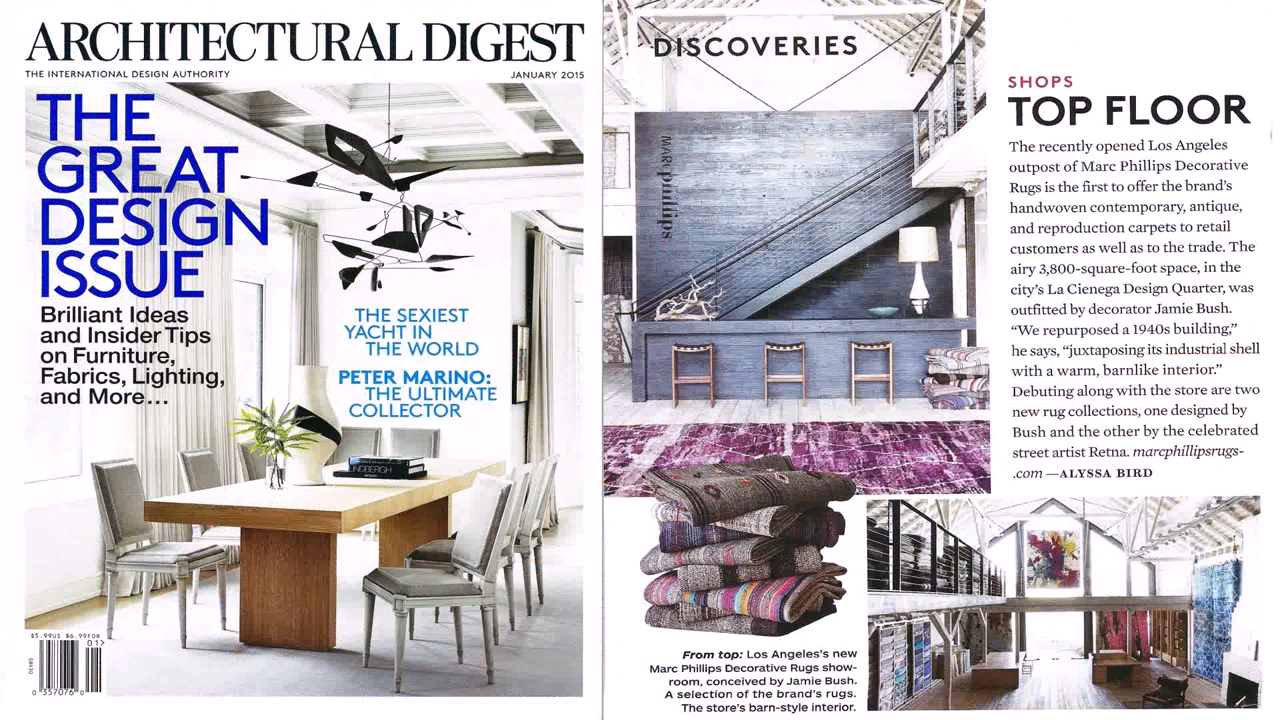 ARCHITECTURAL DIGEST
THE INTERNATIONAL DESIGN AUTHORITY
JANUARY 2015
THE
GREAT
DESIGN
ISSUE
Brilliant Ideas
and Insider Tips
on Furniture,
Fabrics, Lighting,
and More...
THE SEXIEST
YACHT IN
THE WORLD
PETER MARINO:
THE ULTIMATE
COLLECTOR
LINDBERGH
$5.99US $6.99FOR
01>
0 357076 0
DISCOVERIES
MARCphillips
SHOPS
TOP FLOOR
The recently opened Los Angeles
outpost of Marc Phillips Decorative
Rugs is the first to offer the brand's
handwoven contemporary, antique,
and reproduction carpets to retail
customers as well as to the trade. The
airy 3,800-square-foot space, in the
city's La Cienega Design Quarter, was
outfitted by decorator Jamie Bush.
“We repurposed a 1940s building,”
he says, “juxtaposing its industrial shell
with a warm, barnlike interior.”
Debuting along with the store are two
new rug collections, one designed by
Bush and the other by the celebrated
street artist Retna. marcphillipsrugs-
.com —ALYSSA BIRD
From top: Los Angeles's new
Marc Phillips Decorative Rugs show-
room, conceived by Jamie Bush.
A selection of the brand's rugs.
The store's barn-style interior.